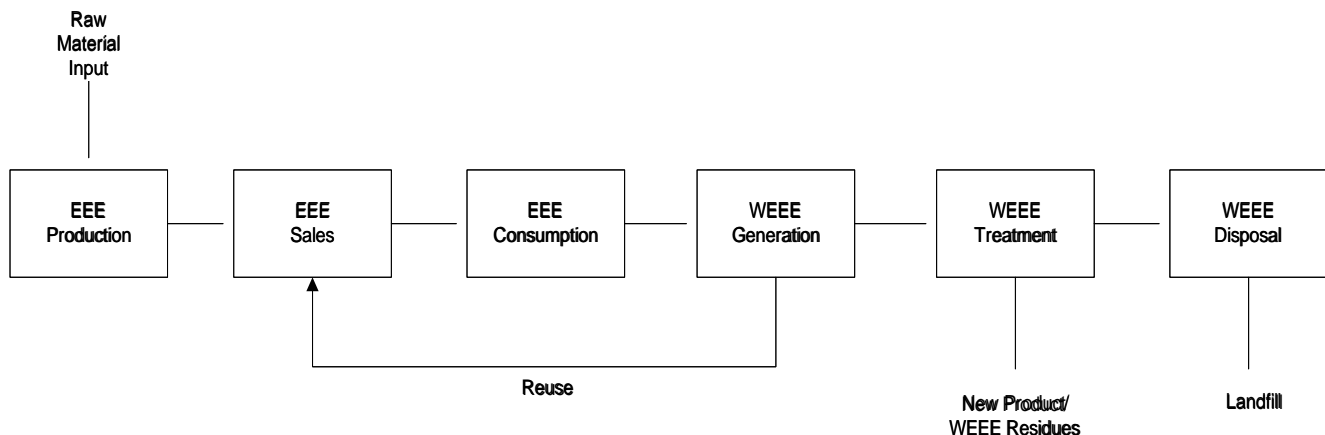 Raw
Material
Input
EEE
Production
EEE
Sales
EEE
Consumption
WEEE
Generation
WEEE
Treatment
WEEE
Disposal
Reuse
New Product/
WEEE Residues
Landfill